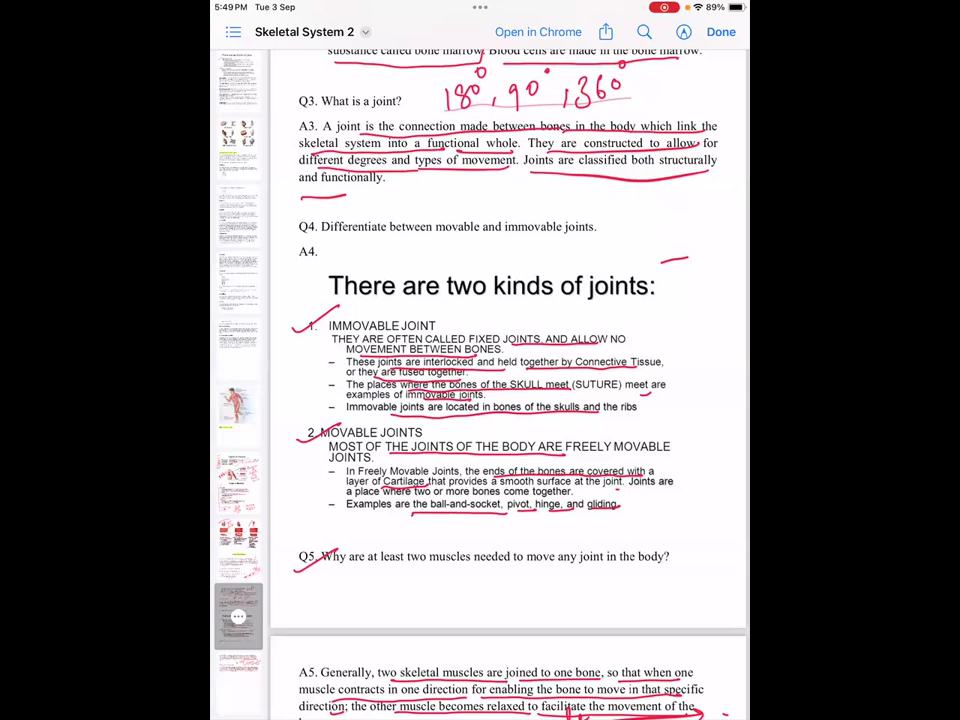 5:49 PM Tue 3 Sep
89%
Skeletal System 2
Open in Chrome
Done
substance called bone marrow. Blood cells are made in the bone marrow.
180°, 90°, 360°
Q3. What is a joint?
A3. A joint is the connection made between bones in the body which link the
skeletal system into a functional whole. They are constructed to allow for
different degrees and types of movement. Joints are classified both structurally
and functionally.
Q4. Differentiate between movable and immovable joints.
A4.
There are two kinds of joints:
1. IMMOVABLE JOINT
THEY ARE OFTEN CALLED FIXED JOINTS, AND ALLOW NO
MOVEMENT BETWEEN BONES.
– These joints are interlocked and held together by Connective Tissue,
or they are fused together.
– The places where the bones of the SKULL meet (SUTURE) meet are
examples of immovable joints.
– Immovable joints are located in bones of the skulls and the ribs
2. MOVABLE JOINTS
MOST OF THE JOINTS OF THE BODY ARE FREELY MOVABLE
JOINTS.
– In Freely Movable Joints, the ends of the bones are covered with a
layer of Cartilage that provides a smooth surface at the joint. Joints are
a place where two or more bones come together.
– Examples are the ball-and-socket, pivot, hinge, and gliding.
Q5. Why are at least two muscles needed to move any joint in the body?
A5. Generally, two skeletal muscles are joined to one bone, so that when one
muscle contracts in one direction for enabling the bone to move in that specific
direction; the other muscle becomes relaxed to facilitate the movement of the